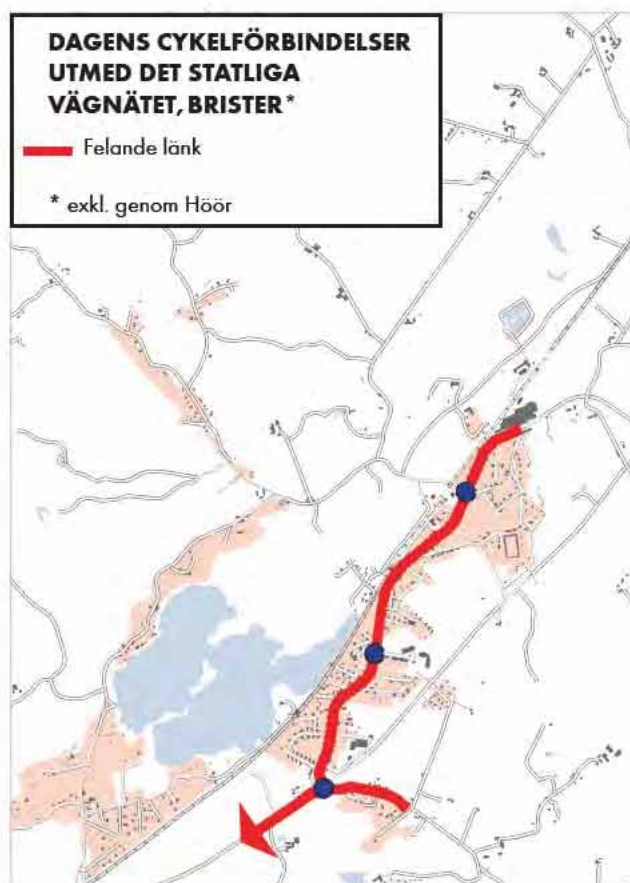 DAGENS CYKELFÖRBINDELSER
UTMED DET STATLIGA
VÄGNÄTET, BRISTER*
Felande länk
* exkl. genom Höör